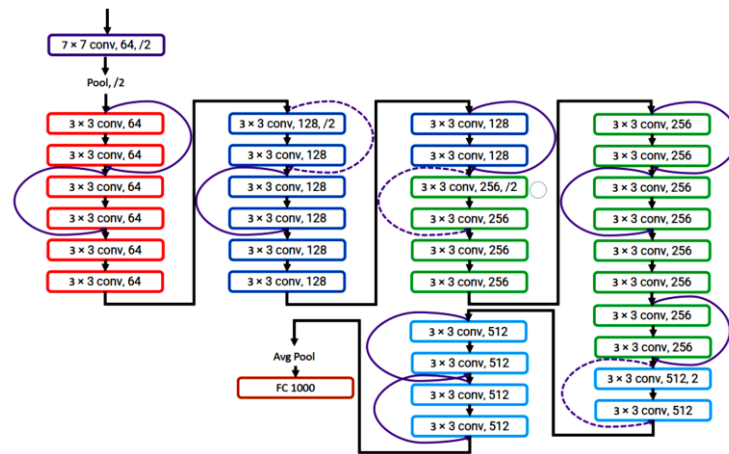 7 × 7 conv, 64, /2
Pool, /2
3 × 3 conv, 64
3 × 3 conv, 64
3 × 3 conv, 64
3 × 3 conv, 64
3 × 3 conv, 64
3 × 3 conv, 64
3 × 3 conv, 128, /2
3 × 3 conv, 128
3 × 3 conv, 128
3 × 3 conv, 128
3 × 3 conv, 128
3 × 3 conv, 128
3 × 3 conv, 128
3 × 3 conv, 128
3 × 3 conv, 256, /2
3 × 3 conv, 256
3 × 3 conv, 256
3 × 3 conv, 256
3 × 3 conv, 256
3 × 3 conv, 256
3 × 3 conv, 256
3 × 3 conv, 256
3 × 3 conv, 256
3 × 3 conv, 256
3 × 3 conv, 256
3 × 3 conv, 256
3 × 3 conv, 512, 2
3 × 3 conv, 512
3 × 3 conv, 512
3 × 3 conv, 512
3 × 3 conv, 512
3 × 3 conv, 512
Avg Pool
FC 1000